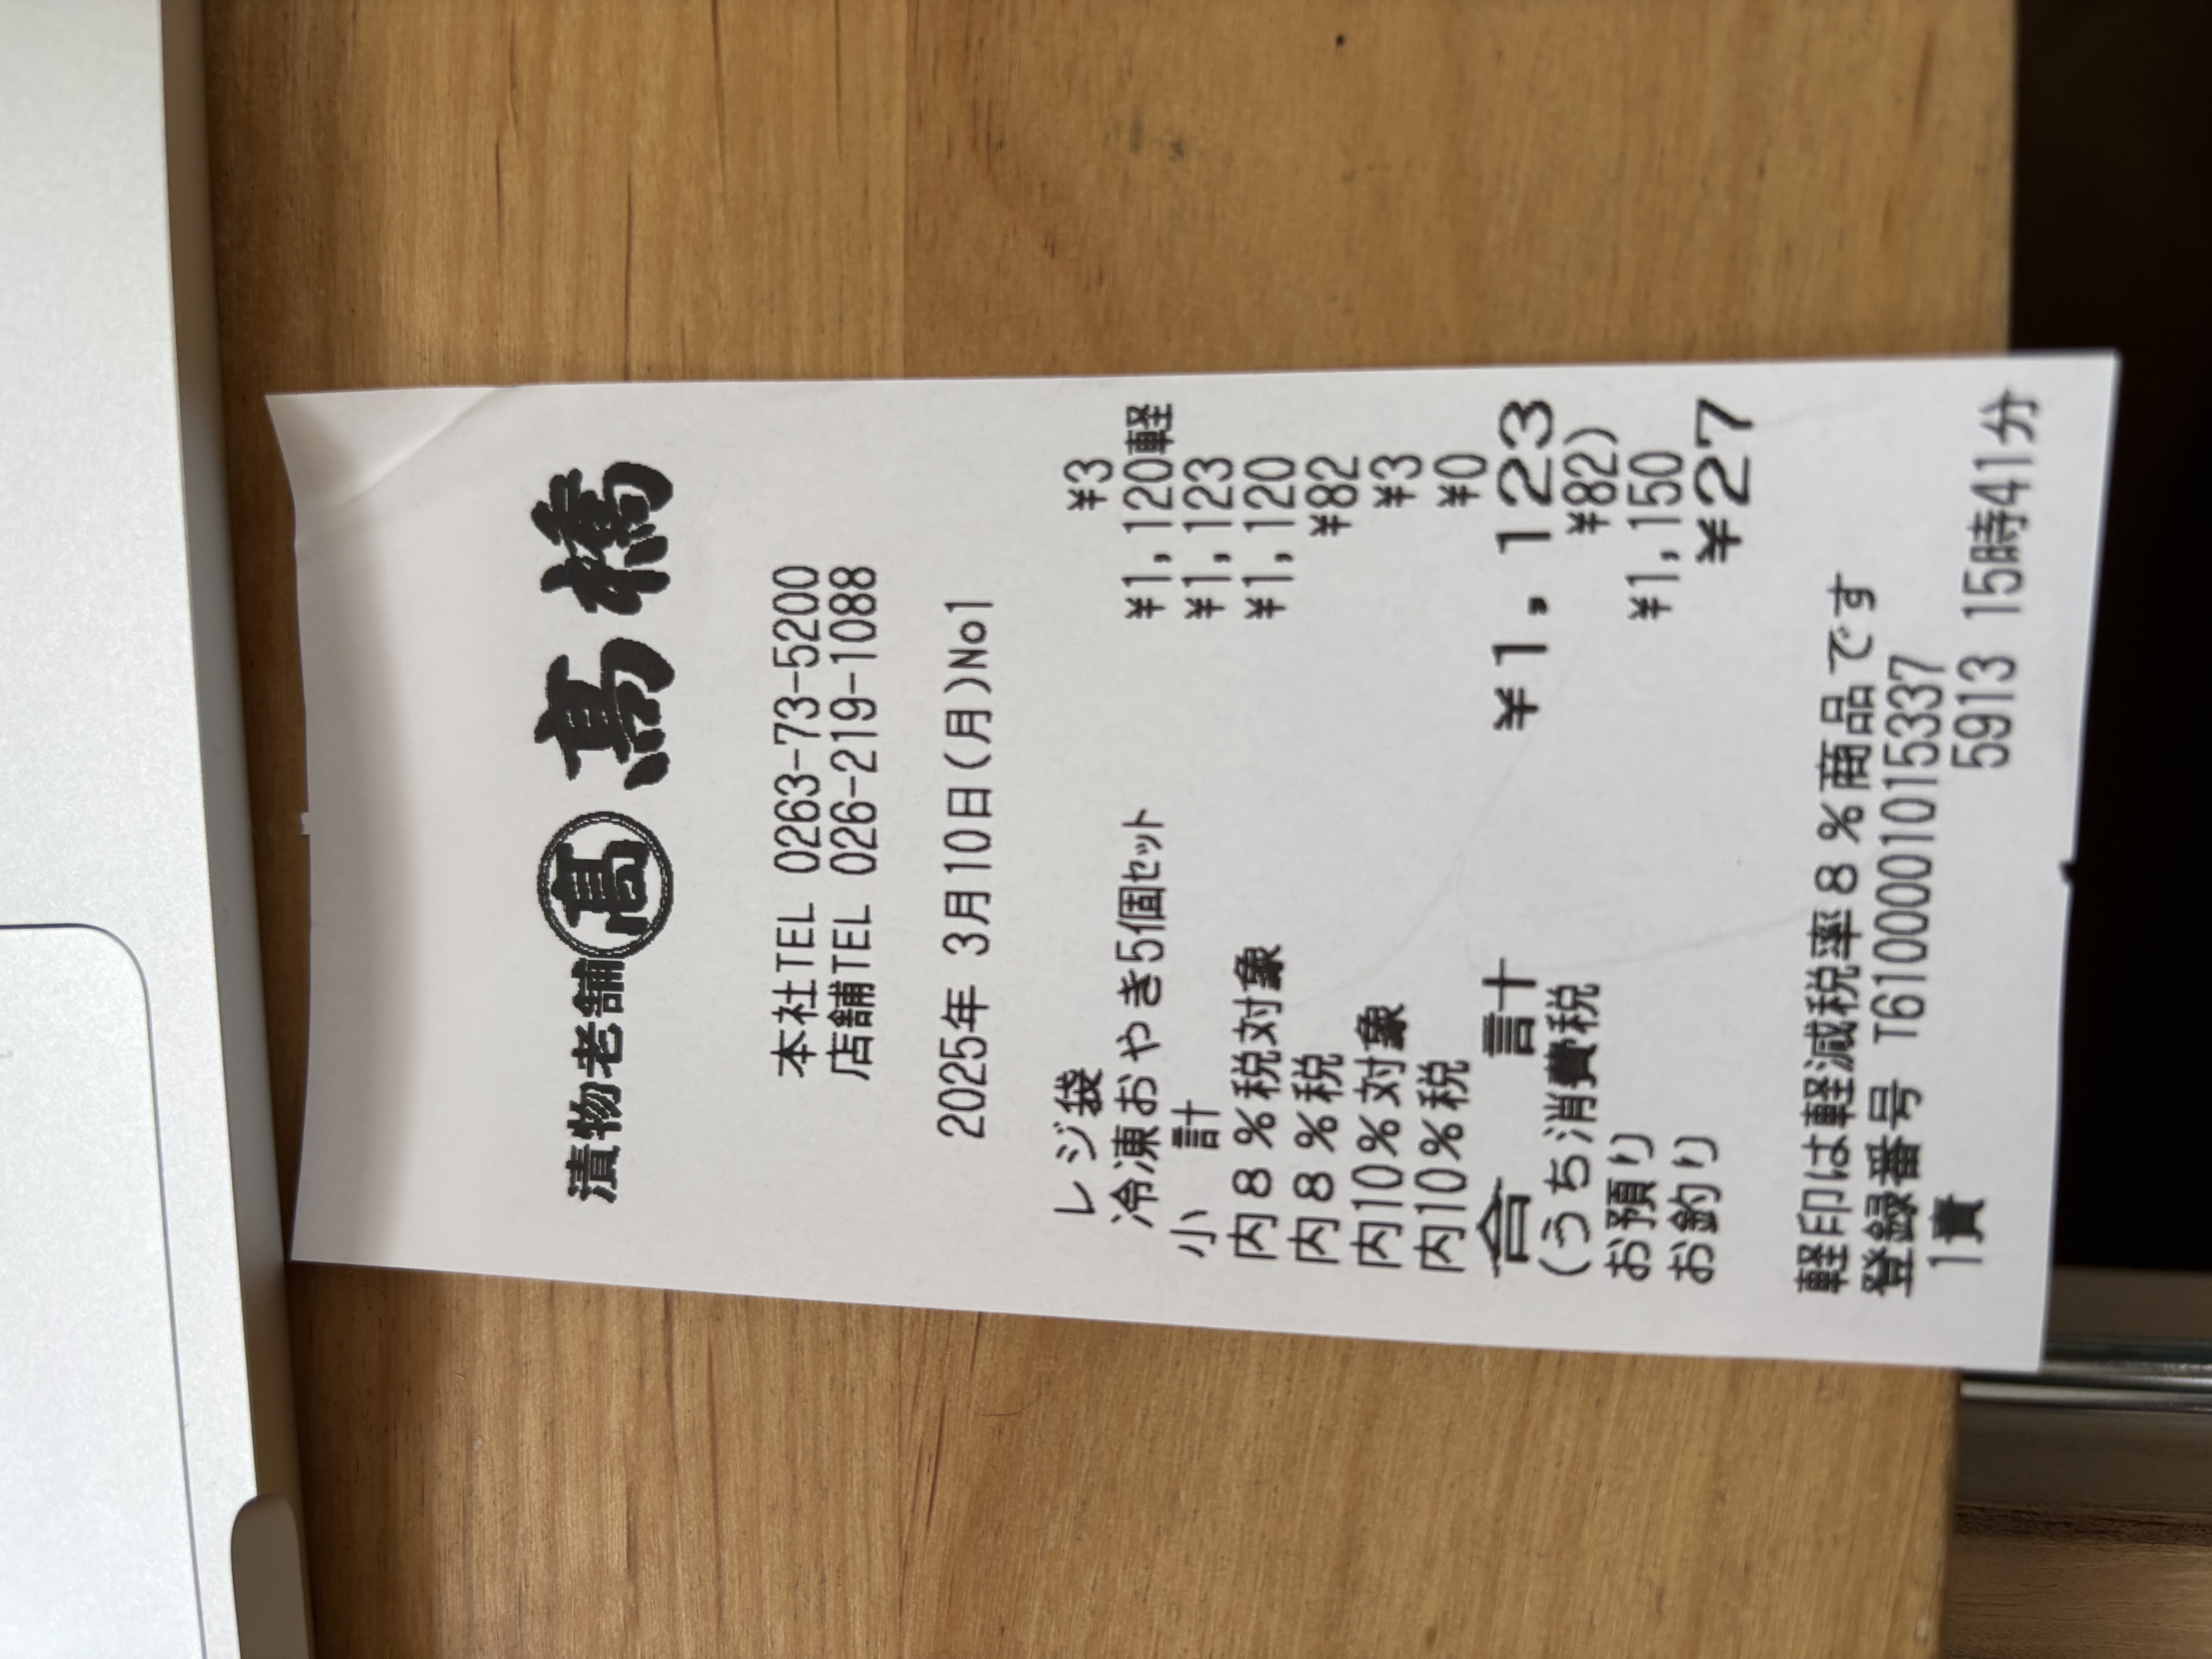 漬物老舗 髙 髙橋
本社TEL 0263-73-5200
店舗TEL 026-219-1088
2025年 3月10日(月)No1
レジ袋 ¥3
冷凍おやき5個ｾｯﾄ ¥1,120軽
小 計 ¥1,123
内８％税対象 ¥1,120
内８％税 ¥82
内10％対象 ¥3
内10％税 ¥0
合 計 ¥1,123
(うち消費税 ¥82)
お預り ¥1,150
お釣り ¥27
軽印は軽減税率８％商品です
登録番号 T6100001015337
1責 5913 15時41分